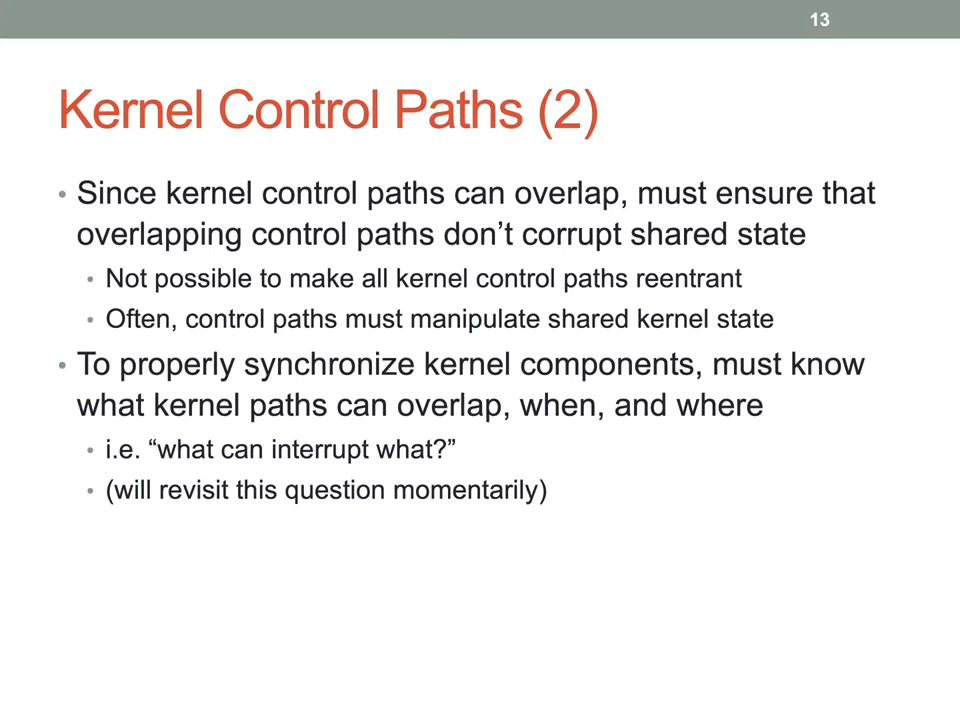 13
Kernel Control Paths (2)
• Since kernel control paths can overlap, must ensure that
overlapping control paths don’t corrupt shared state
• Not possible to make all kernel control paths reentrant
• Often, control paths must manipulate shared kernel state
• To properly synchronize kernel components, must know
what kernel paths can overlap, when, and where
• i.e. “what can interrupt what?”
• (will revisit this question momentarily)